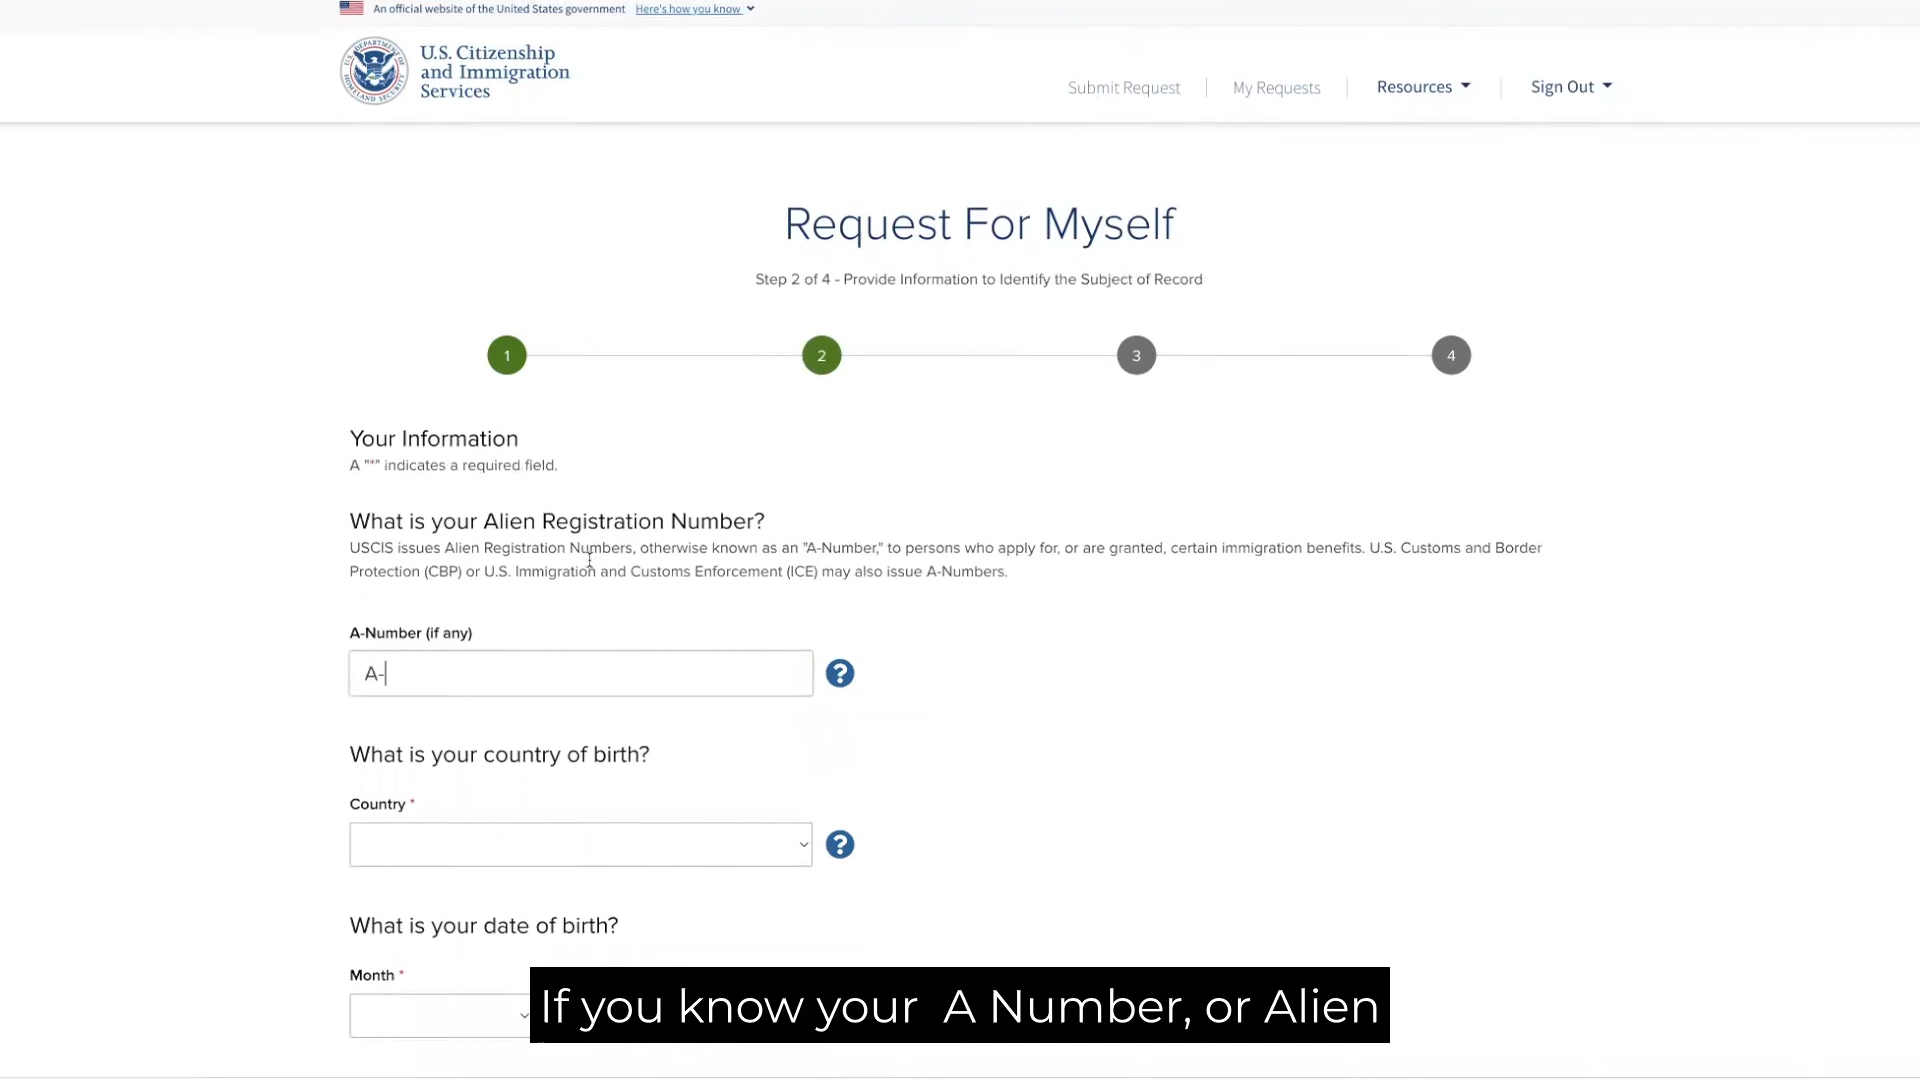 An official website of the United States government Here's how you know
U.S. Citizenship
and Immigration
Services
Submit Request
My Requests
Resources
Sign Out
Request For Myself
Step 2 of 4 - Provide Information to Identify the Subject of Record
1
2
3
4
Your Information
A "*" indicates a required field.
What is your Alien Registration Number?
USCIS issues Alien Registration Numbers, otherwise known as an "A-Number," to persons who apply for, or are granted, certain immigration benefits. U.S. Customs and Border
Protection (CBP) or U.S. Immigration and Customs Enforcement (ICE) may also issue A-Numbers.
A-Number (if any)
A-
?
What is your country of birth?
Country *
?
What is your date of birth?
Month *
If you know your A Number, or Alien